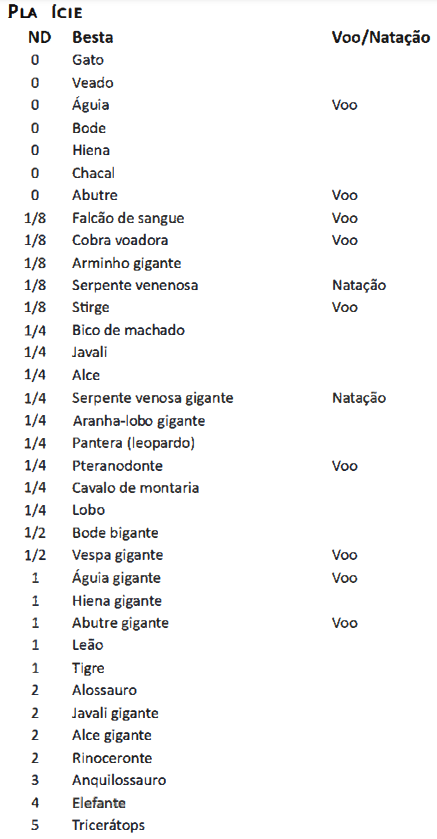 PLA ÍCIE
ND Besta Voo/Natação
0 Gato
0 Veado
0 Águia Voo
0 Bode
0 Hiena
0 Chacal
0 Abutre Voo
1/8 Falcão de sangue Voo
1/8 Cobra voadora Voo
1/8 Arminho gigante
1/8 Serpente venenosa Natação
1/8 Stirge Voo
1/4 Bico de machado
1/4 Javali
1/4 Alce
1/4 Serpente venosa gigante Natação
1/4 Aranha-lobo gigante
1/4 Pantera (leopardo)
1/4 Pteranodonte Voo
1/4 Cavalo de montaria
1/4 Lobo
1/2 Bode bigante
1/2 Vespa gigante Voo
1 Águia gigante Voo
1 Hiena gigante
1 Abutre gigante Voo
1 Leão
1 Tigre
2 Alossauro
2 Javali gigante
2 Alce gigante
2 Rinoceronte
3 Anquilossauro
4 Elefante
5 Tricerátops